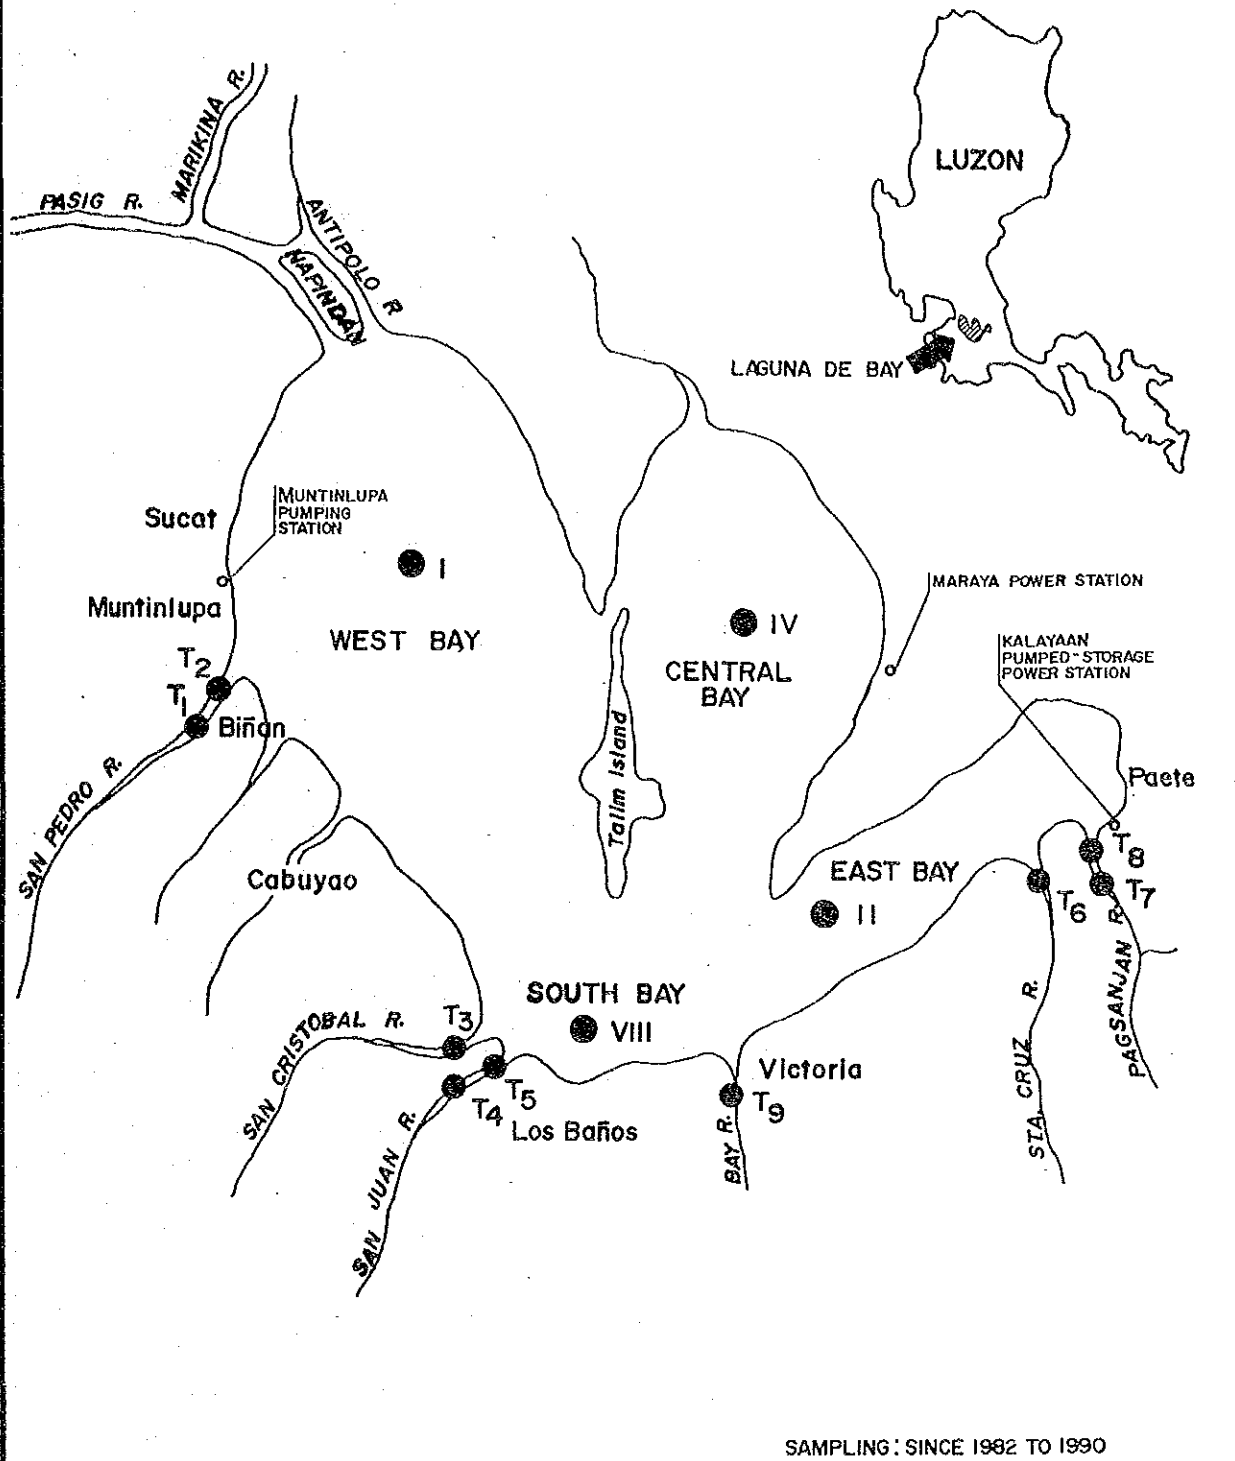 MARIKINA R.
PASIG R.
ANTIPOLO R
NAPINDAN
LUZON
LAGUNA DE BAY
Sucat
MUNTINLUPA
PUMPING
STATION
Muntinlupa
I
WEST BAY
IV
CENTRAL
BAY
MARAYA POWER STATION
KALAYAAN
PUMPED-STORAGE
POWER STATION
T2
T1
Biñan
SAN PEDRO R.
Talim Island
Paete
Cabuyao
EAST BAY
II
T8
T7
T6
SOUTH BAY
VIII
SAN CRISTOBAL R.
T3
T5
T4
Los Baños
SAN JUAN R.
Victoria
T9
BAY R.
STA. CRUZ R.
PAGSANJAN R.
SAMPLING: SINCE 1982 TO 1990